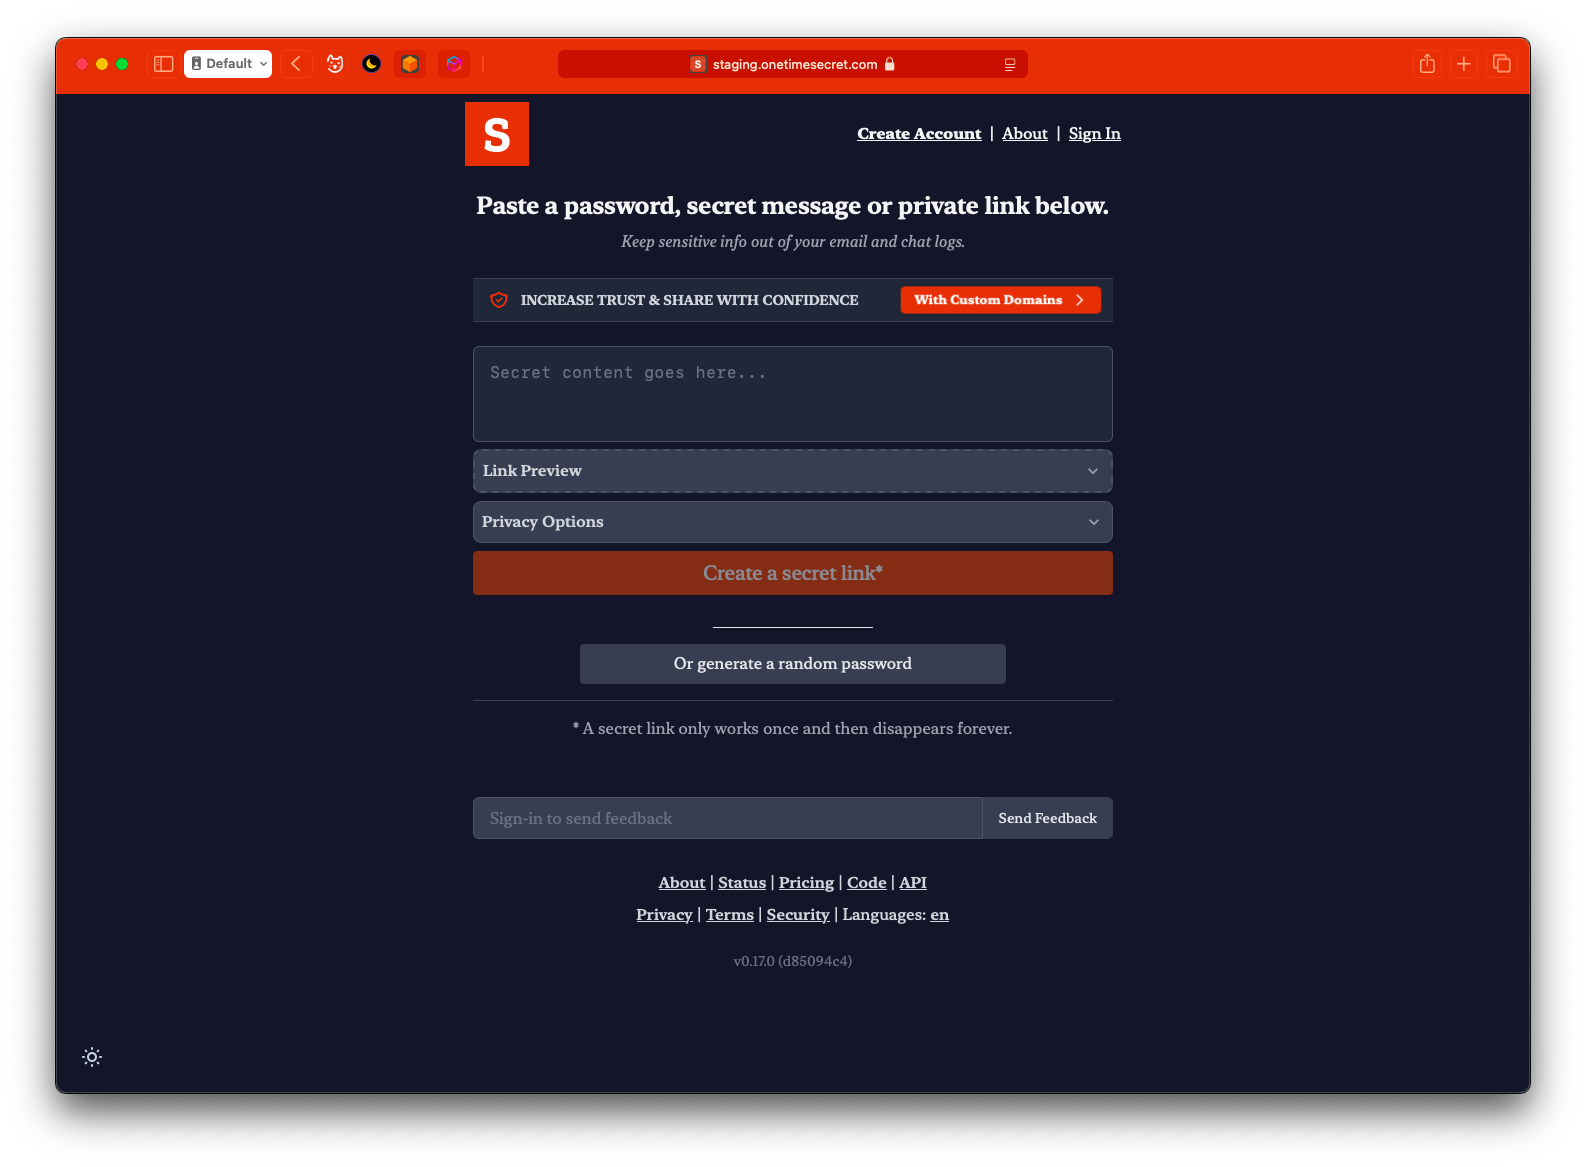 Default
S staging.onetimesecret.com
S
Create Account | About | Sign In
Paste a password, secret message or private link below.
Keep sensitive info out of your email and chat logs.
INCREASE TRUST & SHARE WITH CONFIDENCE
With Custom Domains
Secret content goes here...
Link Preview
Privacy Options
Create a secret link*
Or generate a random password
* A secret link only works once and then disappears forever.
Sign-in to send feedback
Send Feedback
About | Status | Pricing | Code | API
Privacy | Terms | Security | Languages: en
v0.17.0 (d85094c4)